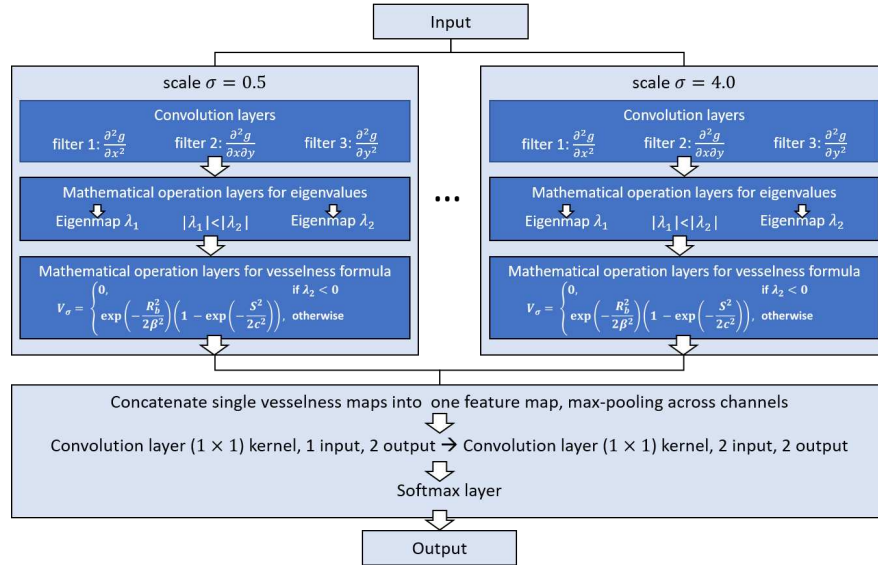 Input
scale σ = 0.5
Convolution layers
filter 1: ∂²g/∂x² filter 2: ∂²g/∂x∂y filter 3: ∂²g/∂y²
Mathematical operation layers for eigenvalues
Eigenmap λ₁ |λ₁|<|λ₂| Eigenmap λ₂
Mathematical operation layers for vesselness formula
V_σ = { 0, if λ₂ < 0
exp(−R_b²/2β²)(1 − exp(−S²/2c²)), otherwise
...
scale σ = 4.0
Convolution layers
filter 1: ∂²g/∂x² filter 2: ∂²g/∂x∂y filter 3: ∂²g/∂y²
Mathematical operation layers for eigenvalues
Eigenmap λ₁ |λ₁|<|λ₂| Eigenmap λ₂
Mathematical operation layers for vesselness formula
V_σ = { 0, if λ₂ < 0
exp(−R_b²/2β²)(1 − exp(−S²/2c²)), otherwise
Concatenate single vesselness maps into one feature map, max-pooling across channels
Convolution layer (1 × 1) kernel, 1 input, 2 output → Convolution layer (1 × 1) kernel, 2 input, 2 output
Softmax layer
Output